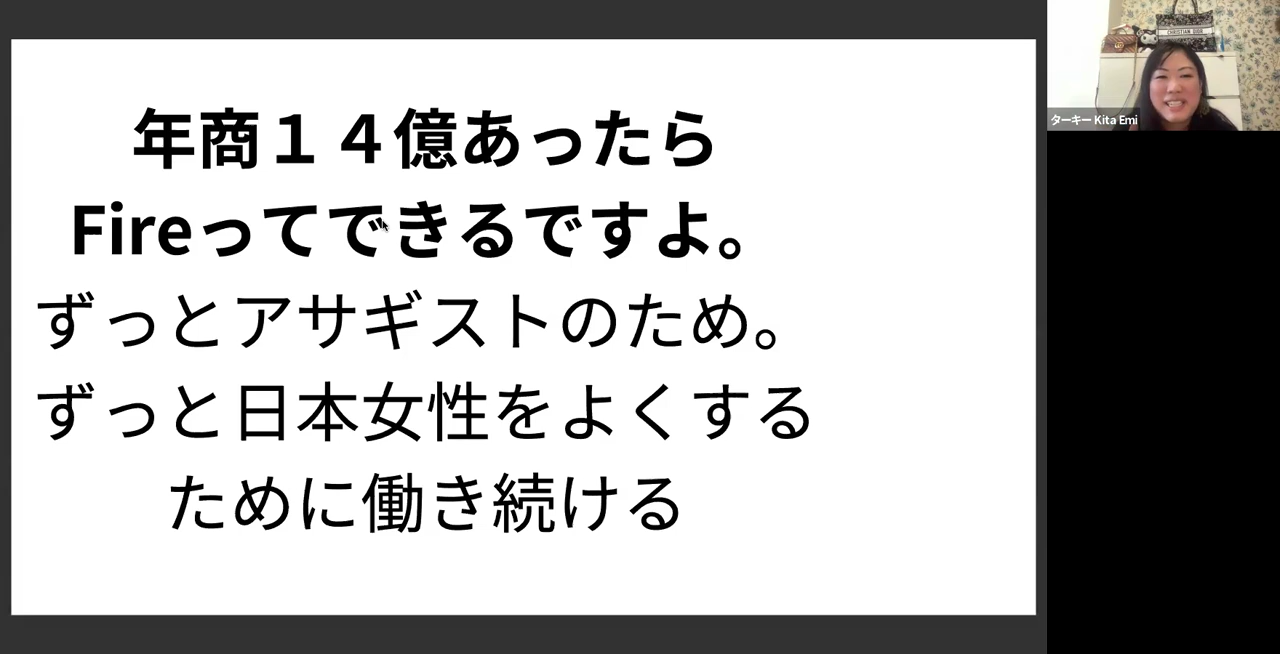 年商１４億あったら
Fireってできるですよ。
ずっとアサギストのため。
ずっと日本女性をよくする
ために働き続ける
CHRISTIAN DIOR
ターキー Kita Emi